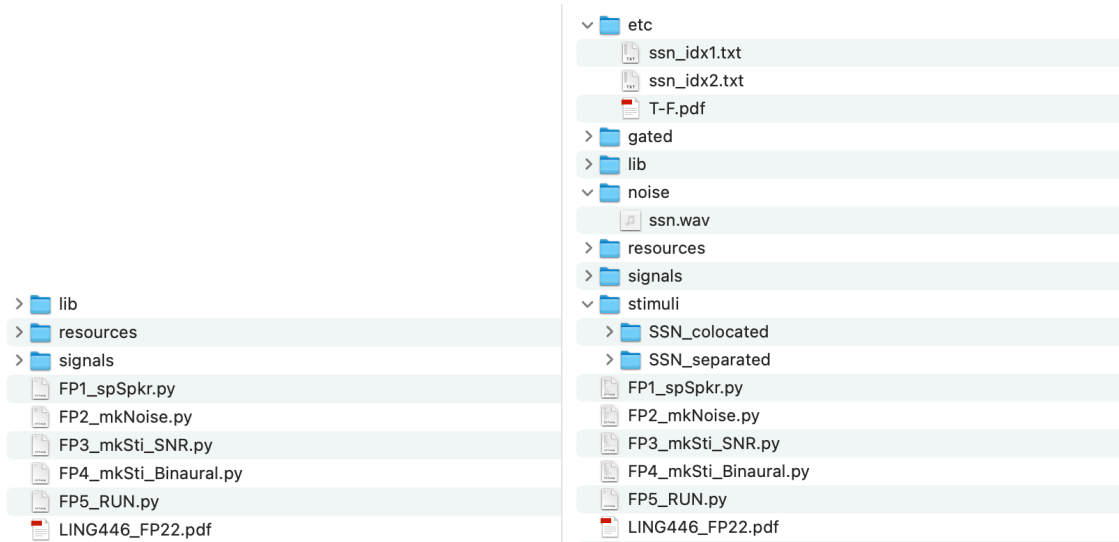 lib
resources
signals
FP1_spSpkr.py
FP2_mkNoise.py
FP3_mkSti_SNR.py
FP4_mkSti_Binaural.py
FP5_RUN.py
LING446_FP22.pdf
etc
ssn_idx1.txt
ssn_idx2.txt
T-F.pdf
gated
lib
noise
ssn.wav
resources
signals
stimuli
SSN_colocated
SSN_separated
FP1_spSpkr.py
FP2_mkNoise.py
FP3_mkSti_SNR.py
FP4_mkSti_Binaural.py
FP5_RUN.py
LING446_FP22.pdf